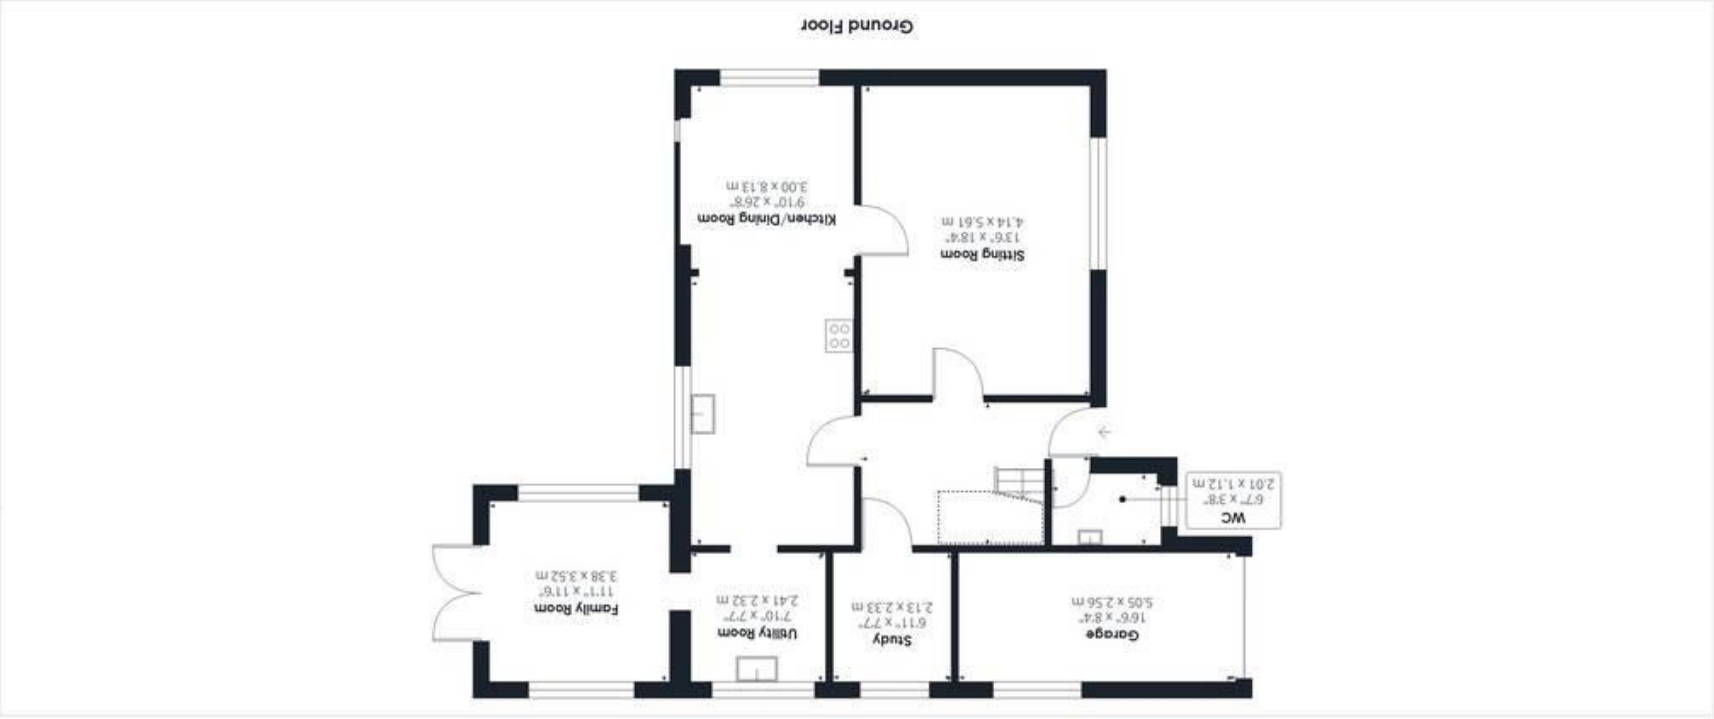 Garage
16'6" x 8'4"
5.05 x 2.56 m
Study
6'11" x 7'7"
2.13 x 2.33 m
Utility Room
7'10" x 7'7"
2.41 x 2.32 m
Family Room
11'1" x 11'6"
3.38 x 3.52 m
WC
6'7" x 3'8"
2.01 x 1.12 m
Sitting Room
13'6" x 18'4"
4.14 x 5.61 m
Kitchen/Dining Room
9'10" x 26'8"
3.00 x 8.13 m
Ground Floor